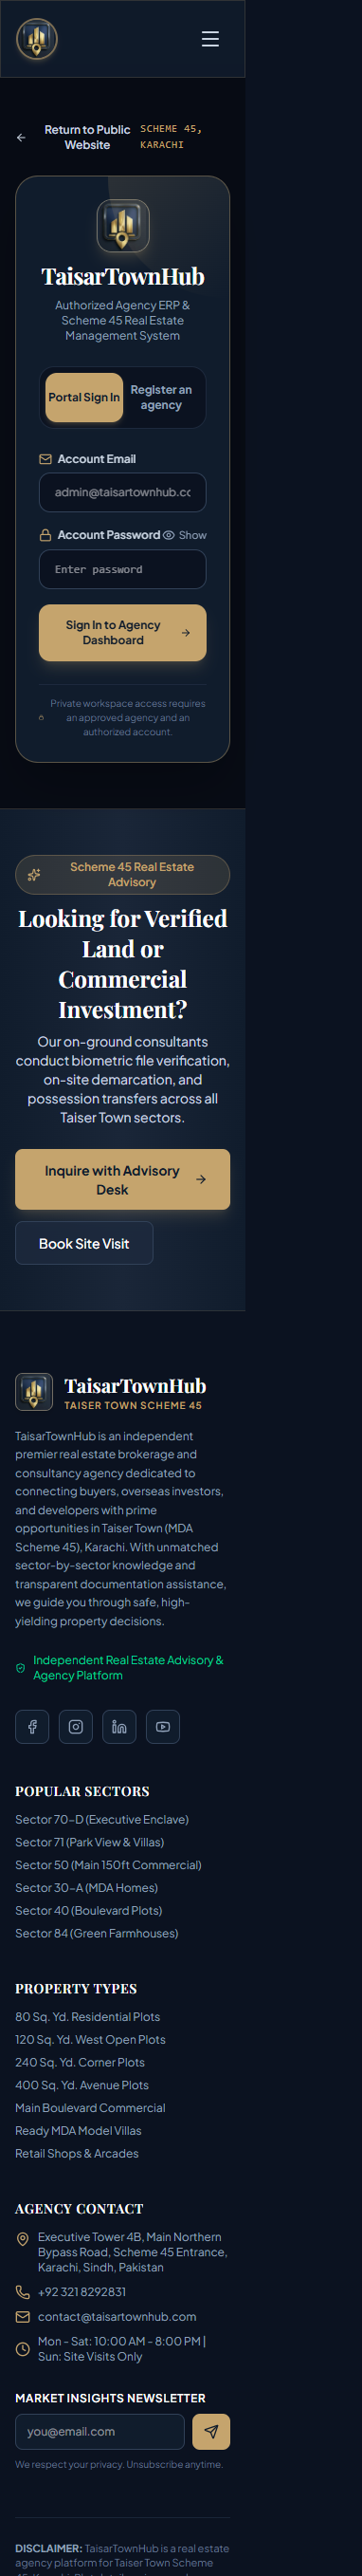 Return to Public
Website
SCHEME 45,
KARACHI
TaisarTownHub
Authorized Agency ERP &
Scheme 45 Real Estate
Management System
Portal Sign In
Register an
agency
Account Email
admin@taisartownhub.cc
Account Password
Show
Enter password
Sign In to Agency
Dashboard
Private workspace access requires
an approved agency and an
authorized account.
Scheme 45 Real Estate
Advisory
Looking for Verified
Land or
Commercial
Investment?
Our on-ground consultants
conduct biometric file verification,
on-site demarcation, and
possession transfers across all
Taiser Town sectors.
Inquire with Advisory
Desk
Book Site Visit
TaisarTownHub
TAISER TOWN SCHEME 45
TaisarTownHub is an independent
premier real estate brokerage and
consultancy agency dedicated to
connecting buyers, overseas investors,
and developers with prime
opportunities in Taiser Town (MDA
Scheme 45), Karachi. With unmatched
sector-by-sector knowledge and
transparent documentation assistance,
we guide you through safe, high-
yielding property decisions.
Independent Real Estate Advisory &
Agency Platform
POPULAR SECTORS
Sector 70-D (Executive Enclave)
Sector 71 (Park View & Villas)
Sector 50 (Main 150ft Commercial)
Sector 30-A (MDA Homes)
Sector 40 (Boulevard Plots)
Sector 84 (Green Farmhouses)
PROPERTY TYPES
80 Sq. Yd. Residential Plots
120 Sq. Yd. West Open Plots
240 Sq. Yd. Corner Plots
400 Sq. Yd. Avenue Plots
Main Boulevard Commercial
Ready MDA Model Villas
Retail Shops & Arcades
AGENCY CONTACT
Executive Tower 4B, Main Northern
Bypass Road, Scheme 45 Entrance,
Karachi, Sindh, Pakistan
+92 321 8292831
contact@taisartownhub.com
Mon - Sat: 10:00 AM - 8:00 PM |
Sun: Site Visits Only
MARKET INSIGHTS NEWSLETTER
you@email.com
We respect your privacy. Unsubscribe anytime.
DISCLAIMER: TaisarTownHub is a real estate
agency platform for Taiser Town Scheme